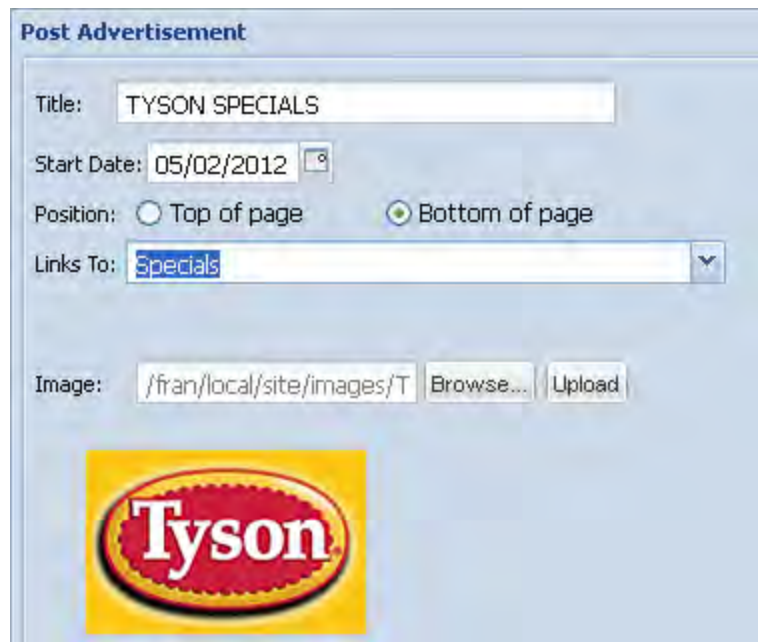 Post Advertisement
Title: TYSON SPECIALS
Start Date: 05/02/2012
Position: Top of page Bottom of page
Links To: Specials
Image: /fran/local/site/images/T Browse... Upload
Tyson